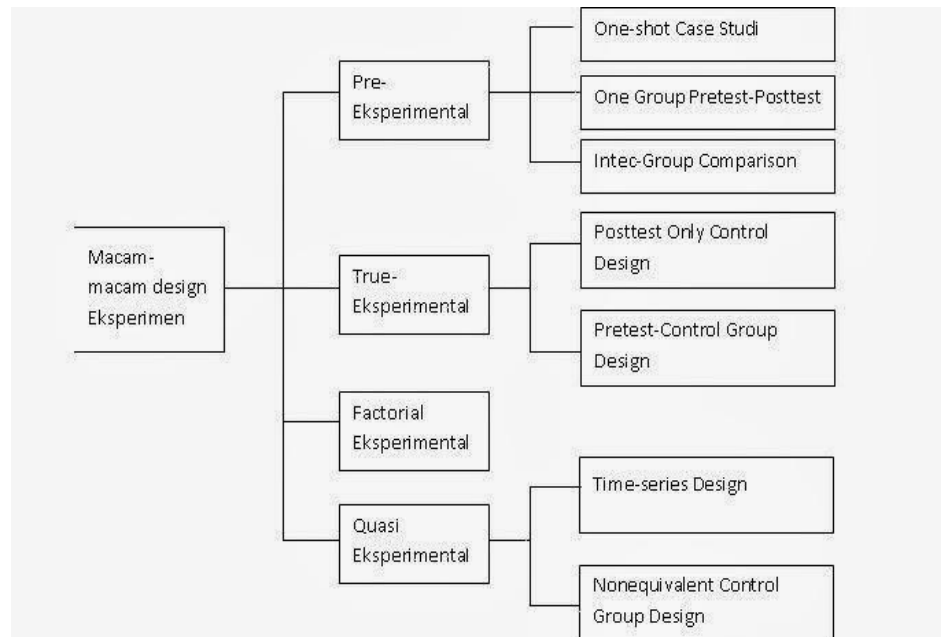 Macam-
macam design
Eksperimen
Pre-
Eksperimental
One-shot Case Studi
One Group Pretest-Posttest
Intec-Group Comparison
True-
Eksperimental
Posttest Only Control
Design
Pretest-Control Group
Design
Factorial
Eksperimental
Quasi
Eksperimental
Time-series Design
Nonequivalent Control
Group Design